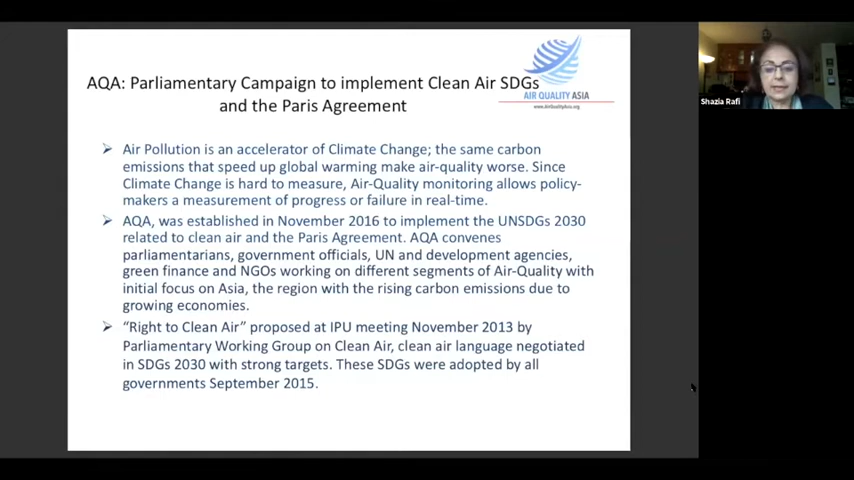 AQA: Parliamentary Campaign to implement Clean Air SDGs
and the Paris Agreement
AIR QUALITY ASIA
www.AirQualityAsia.org
Shazia Rafi
➢ Air Pollution is an accelerator of Climate Change; the same carbon
emissions that speed up global warming make air-quality worse. Since
Climate Change is hard to measure, Air-Quality monitoring allows policy-
makers a measurement of progress or failure in real-time.
➢ AQA, was established in November 2016 to implement the UNSDGs 2030
related to clean air and the Paris Agreement. AQA convenes
parliamentarians, government officials, UN and development agencies,
green finance and NGOs working on different segments of Air-Quality with
initial focus on Asia, the region with the rising carbon emissions due to
growing economies.
➢ “Right to Clean Air” proposed at IPU meeting November 2013 by
Parliamentary Working Group on Clean Air, clean air language negotiated
in SDGs 2030 with strong targets. These SDGs were adopted by all
governments September 2015.